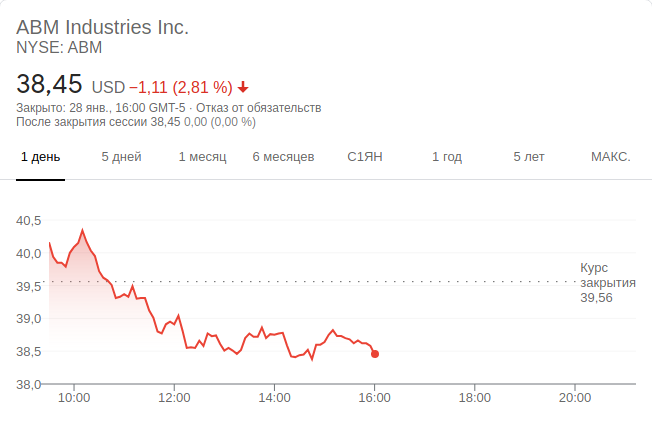 ABM Industries Inc.
NYSE: ABM
38,45 USD −1,11 (2,81 %)
Закрыто: 28 янв., 16:00 GMT-5 · Отказ от обязательств
После закрытия сессии 38,45 0,00 (0,00 %)
1 день 5 дней 1 месяц 6 месяцев С1ЯН 1 год 5 лет МАКС.
40,5
40,0
39,5
39,0
38,5
38,0
Курс
закрытия
39,56
10:00 12:00 14:00 16:00 18:00 20:00